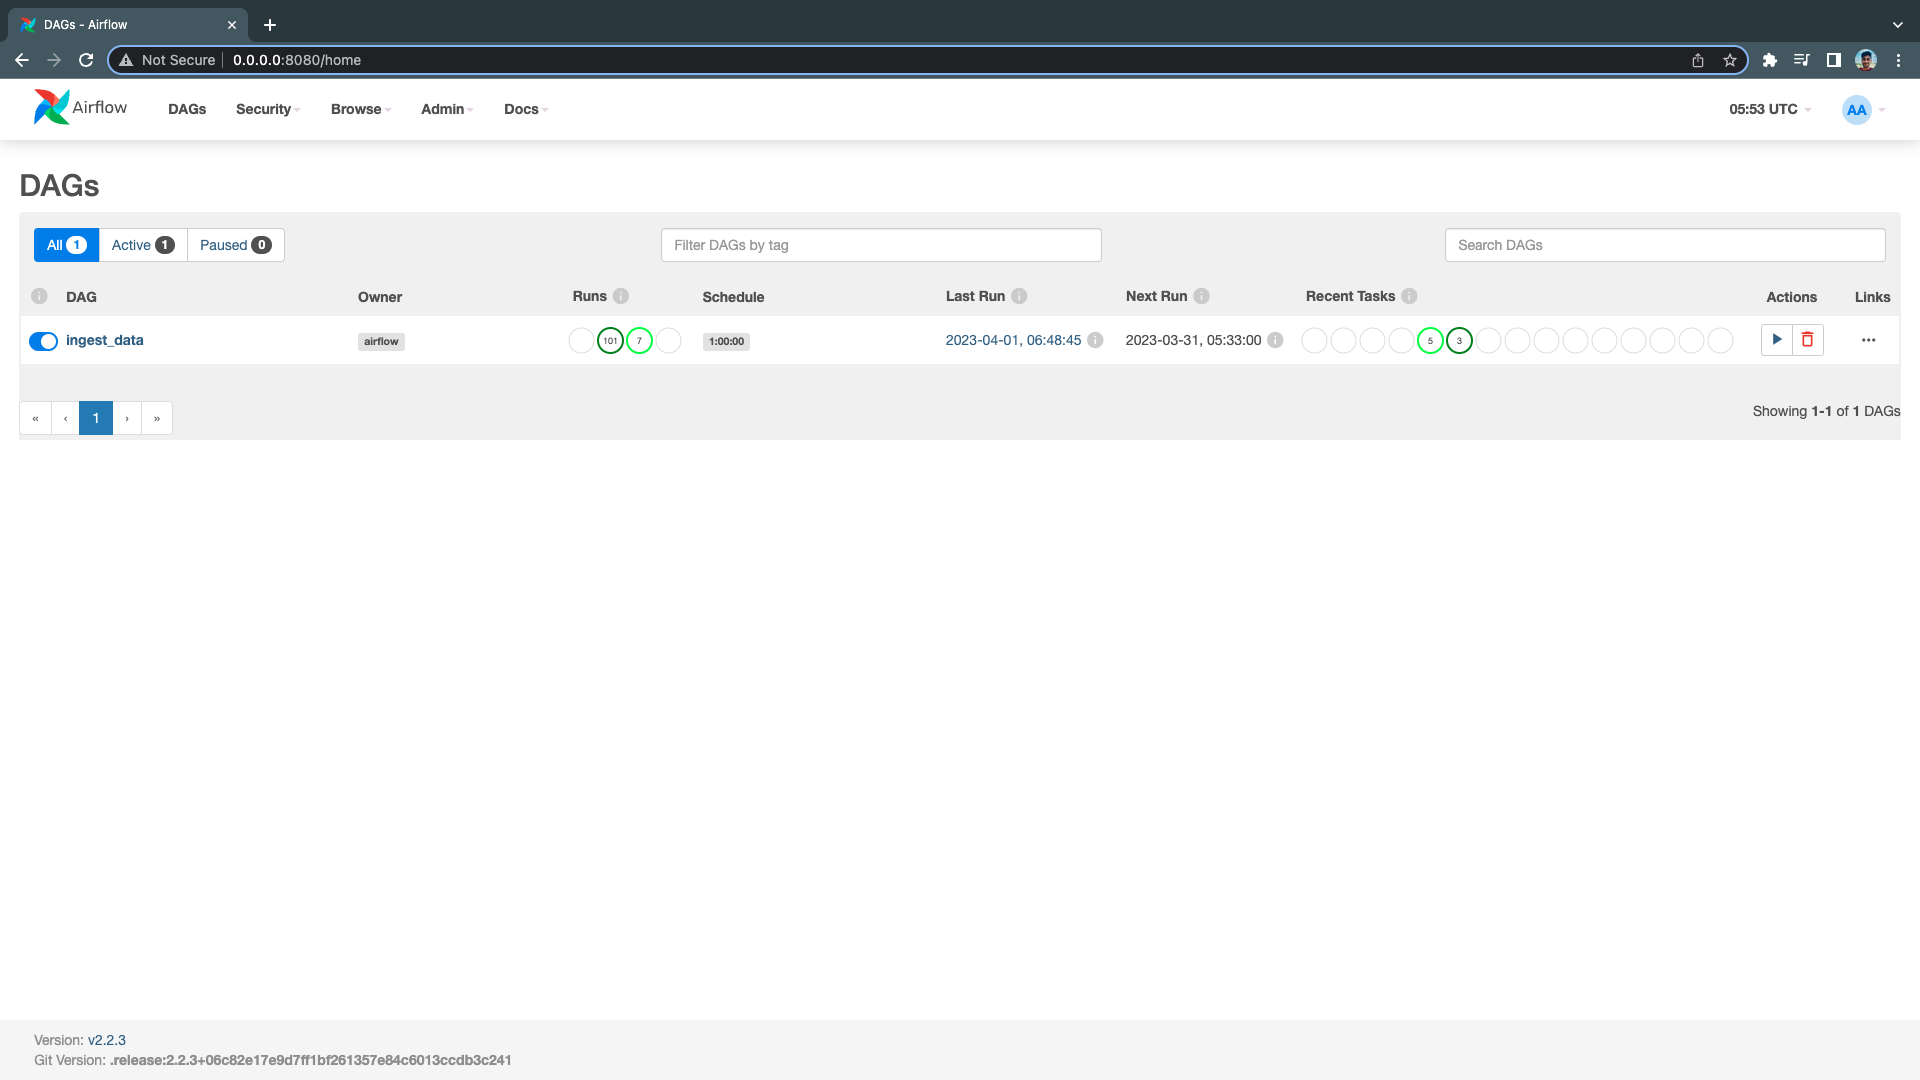 DAGs - Airflow
Not Secure 0.0.0.0:8080/home
Airflow DAGs Security Browse Admin Docs 05:53 UTC AA
DAGs
All 1 Active 1 Paused 0 Filter DAGs by tag Search DAGs
i DAG Owner Runs i Schedule Last Run i Next Run i Recent Tasks i Actions Links
ingest_data airflow 101 7 1:00:00 2023-04-01, 06:48:45 i 2023-03-31, 05:33:00 i 5 3 ...
« ‹ 1 › » Showing 1-1 of 1 DAGs
Version: v2.2.3
Git Version: .release:2.2.3+06c82e17e9d7ff1bf261357e84c6013ccdb3c241